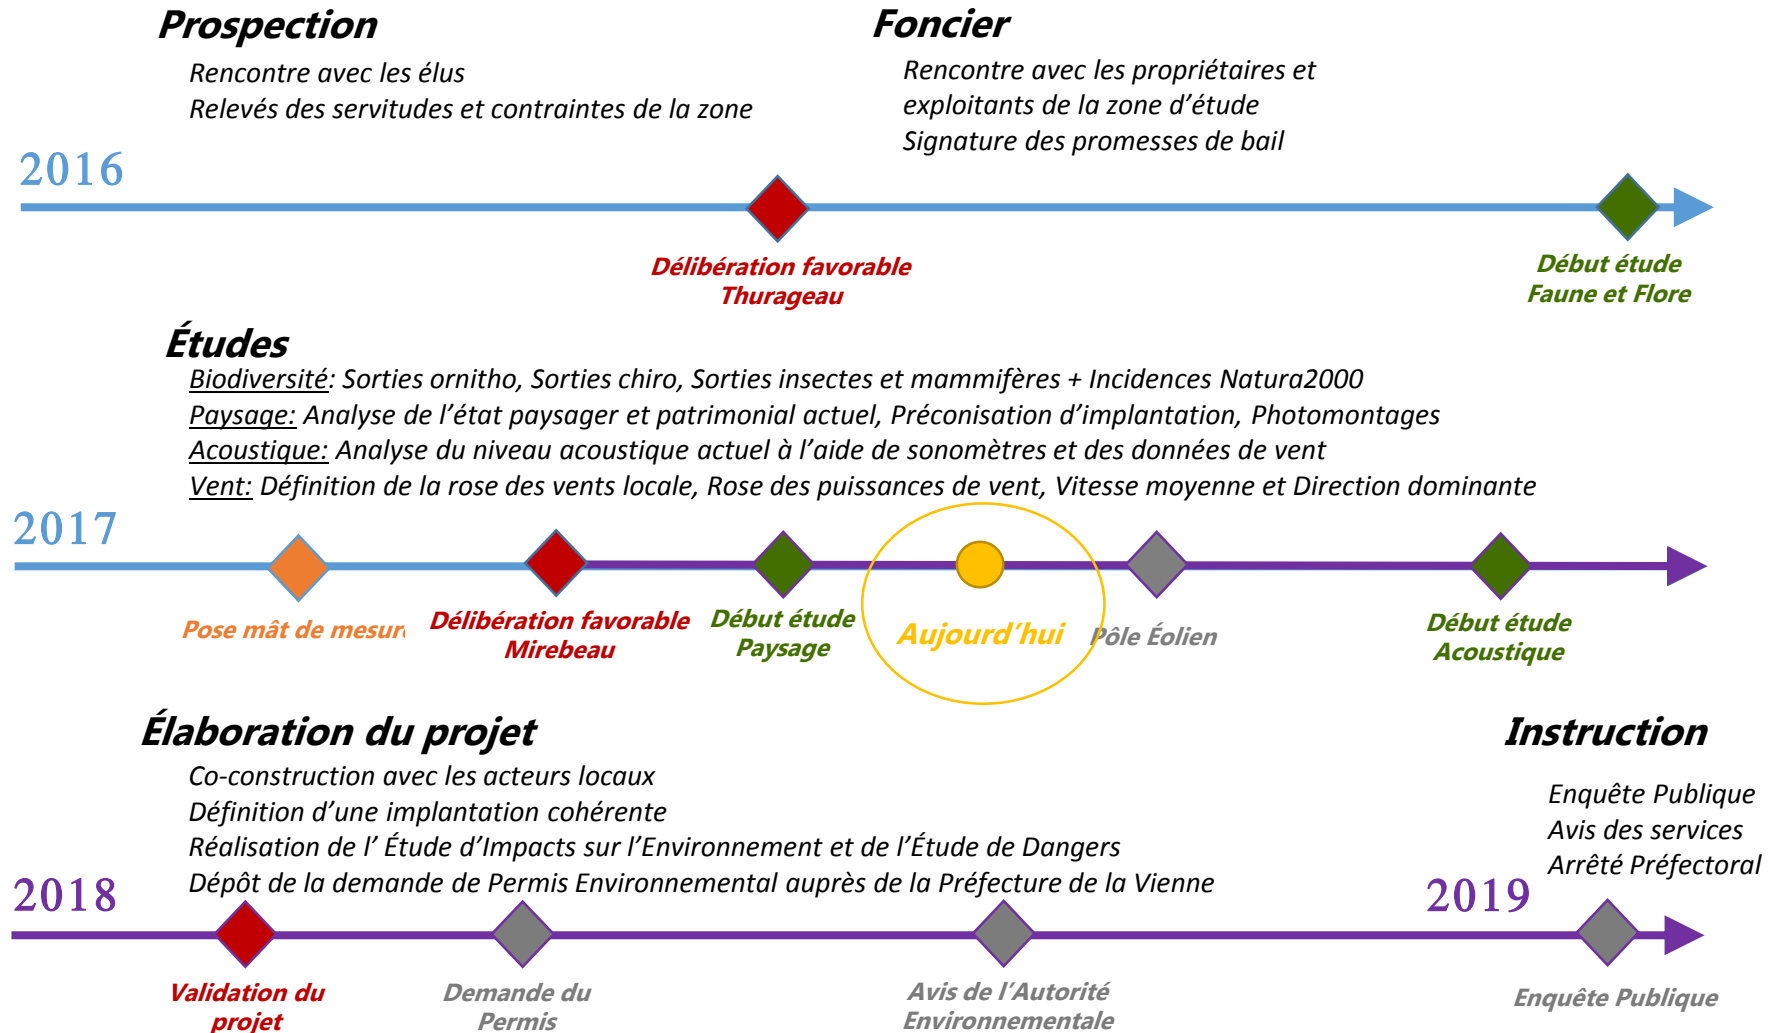 Prospection
Rencontre avec les élus
Relevés des servitudes et contraintes de la zone
Foncier
Rencontre avec les propriétaires et
exploitants de la zone d'étude
Signature des promesses de bail
2016
Délibération favorable
Thurageau
Début étude
Faune et Flore
Études
Biodiversité: Sorties ornitho, Sorties chiro, Sorties insectes et mammifères + Incidences Natura2000
Paysage: Analyse de l'état paysager et patrimonial actuel, Préconisation d'implantation, Photomontages
Acoustique: Analyse du niveau acoustique actuel à l'aide de sonomètres et des données de vent
Vent: Définition de la rose des vents locale, Rose des puissances de vent, Vitesse moyenne et Direction dominante
2017
Pose mât de
Délibération favorable
Mirebeau
Début étude
Paysage
Aujourd'hui
Pôle Éolien
Début étude
Acoustique
Élaboration du projet
Co-construction avec les acteurs locaux
Définition d'une implantation cohérente
Réalisation de l' Étude d'Impacts sur l'Environnement et de l'Étude de Dangers
Dépôt de la demande de Permis Environnemental auprès de la Préfecture de la Vienne
Instruction
Enquête Publique
Avis des services
Arrêté Préfectoral
2018
2019
Validation du
projet
Demande du
Permis
Avis de l'Autorité
Environnementale
Enquête Publique